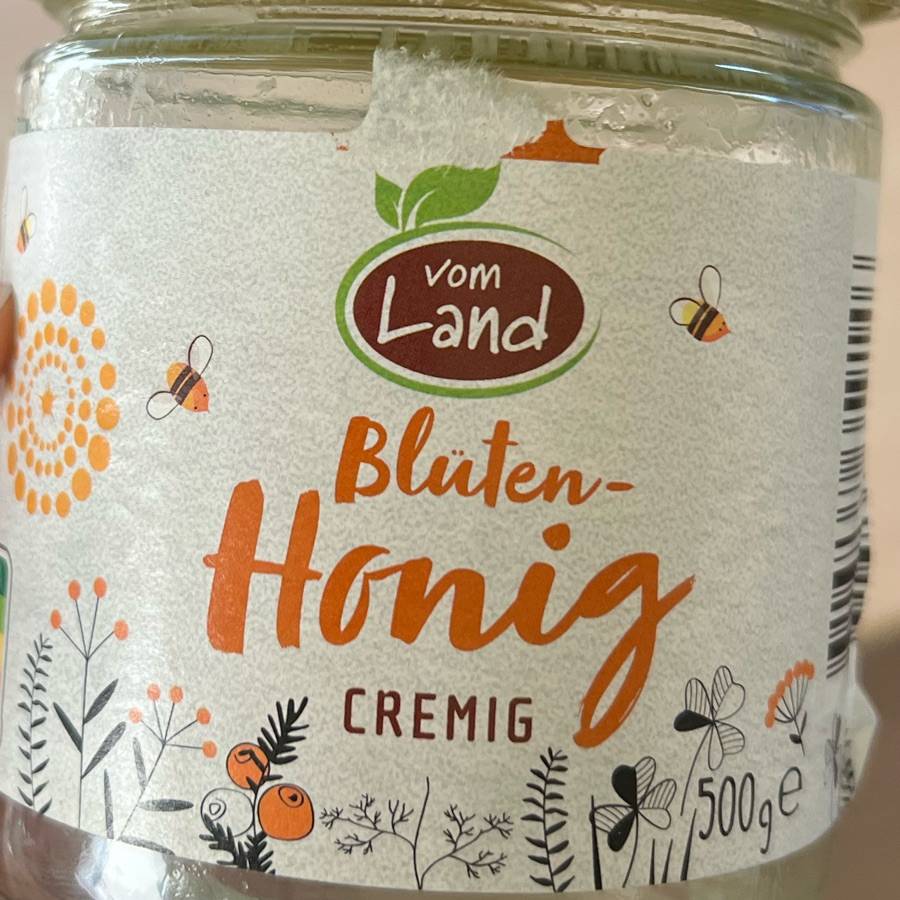 vom
Land
Blüten-
Honig
CREMIG
500g e